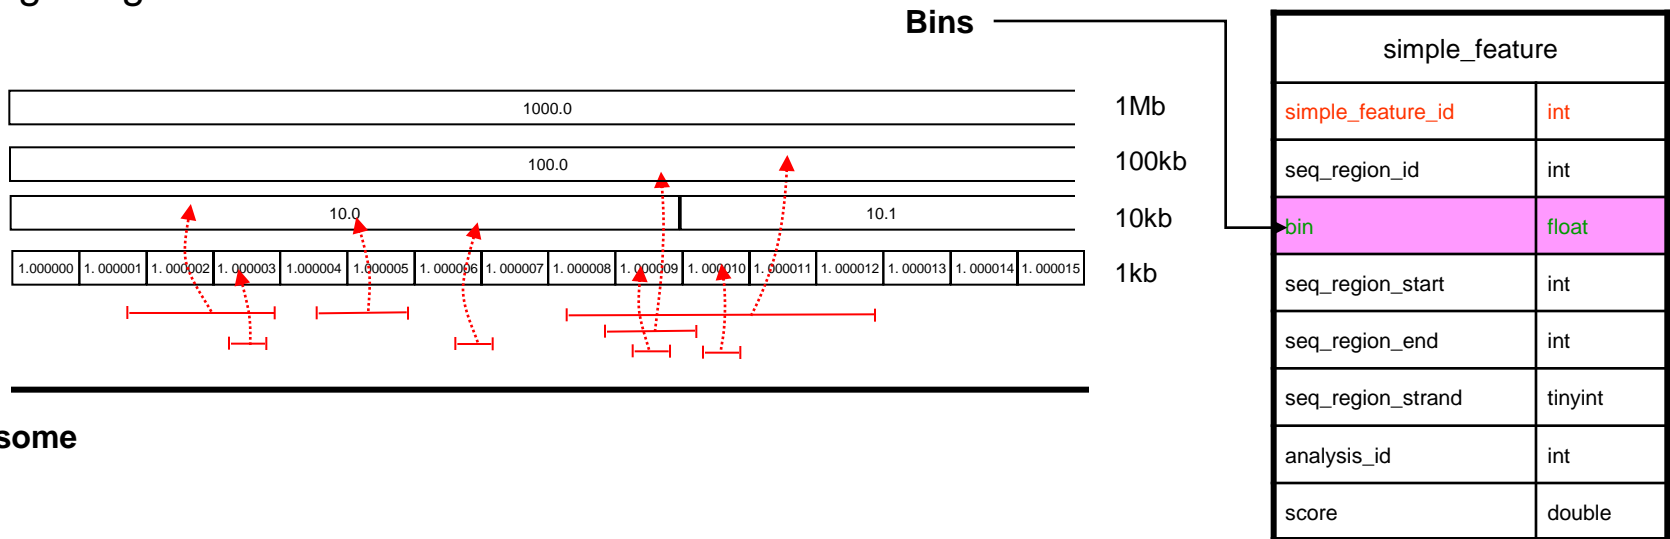 Bins
1000.0 1Mb
100.0 100kb
10.0 10.1 10kb
1.000000 1. 000001 1. 000002 1. 000003 1.000004 1.000005 1. 000006 1. 000007 1. 000008 1. 000009 1. 000010 1. 000011 1. 000012 1. 000013 1. 000014 1. 000015 1kb
some
simple_feature
simple_feature_id int
seq_region_id int
bin float
seq_region_start int
seq_region_end int
seq_region_strand tinyint
analysis_id int
score double